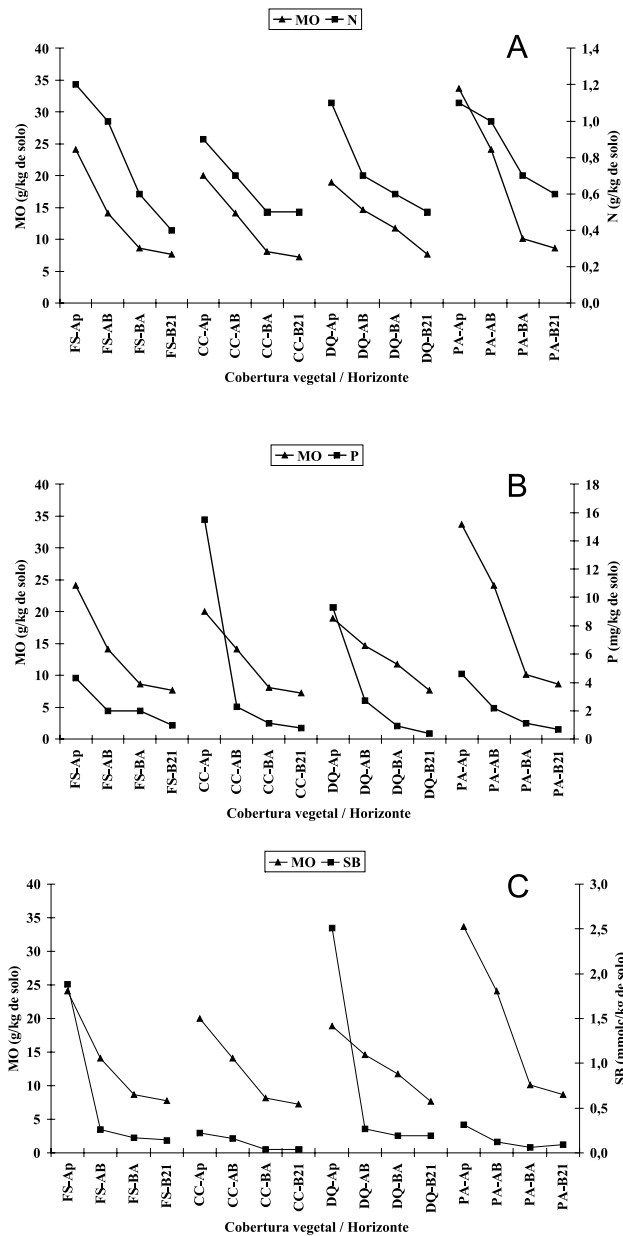 MO N
A
40
35
30
25
20
15
10
5
0
MO (g/kg de solo)
1,4
1,2
1,0
0,8
0,6
0,4
0,2
0,0
N (g/kg de solo)
FS-Ap
FS-AB
FS-BA
FS-B21
CC-Ap
CC-AB
CC-BA
CC-B21
DQ-Ap
DQ-AB
DQ-BA
DQ-B21
PA-Ap
PA-AB
PA-BA
PA-B21
Cobertura vegetal / Horizonte
MO P
B
40
35
30
25
20
15
10
5
0
MO (g/kg de solo)
18
16
14
12
10
8
6
4
2
0
P (mg/kg de solo)
FS-Ap
FS-AB
FS-BA
FS-B21
CC-Ap
CC-AB
CC-BA
CC-B21
DQ-Ap
DQ-AB
DQ-BA
DQ-B21
PA-Ap
PA-AB
PA-BA
PA-B21
Cobertura vegetal / Horizonte
MO SB
C
40
35
30
25
20
15
10
5
0
MO (g/kg de solo)
3,0
2,5
2,0
1,5
1,0
0,5
0,0
SB (mmolc/kg de solo)
FS-Ap
FS-AB
FS-BA
FS-B21
CC-Ap
CC-AB
CC-BA
CC-B21
DQ-Ap
DQ-AB
DQ-BA
DQ-B21
PA-Ap
PA-AB
PA-BA
PA-B21
Cobertura vegetal / Horizonte